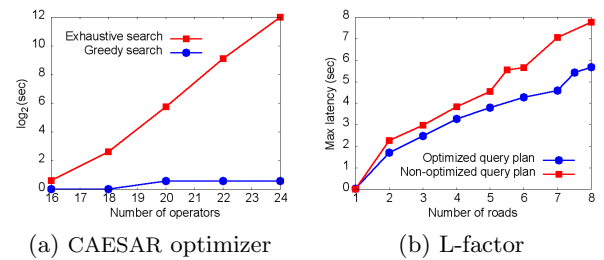 12
10
8
6
4
2
0
log2(sec)
Exhaustive search
Greedy search
16 18 20 22 24
Number of operators
(a) CAESAR optimizer
8
7
6
5
4
3
2
1
0
Max latency (sec)
Optimized query plan
Non-optimized query plan
1 2 3 4 5 6 7 8
Number of roads
(b) L-factor